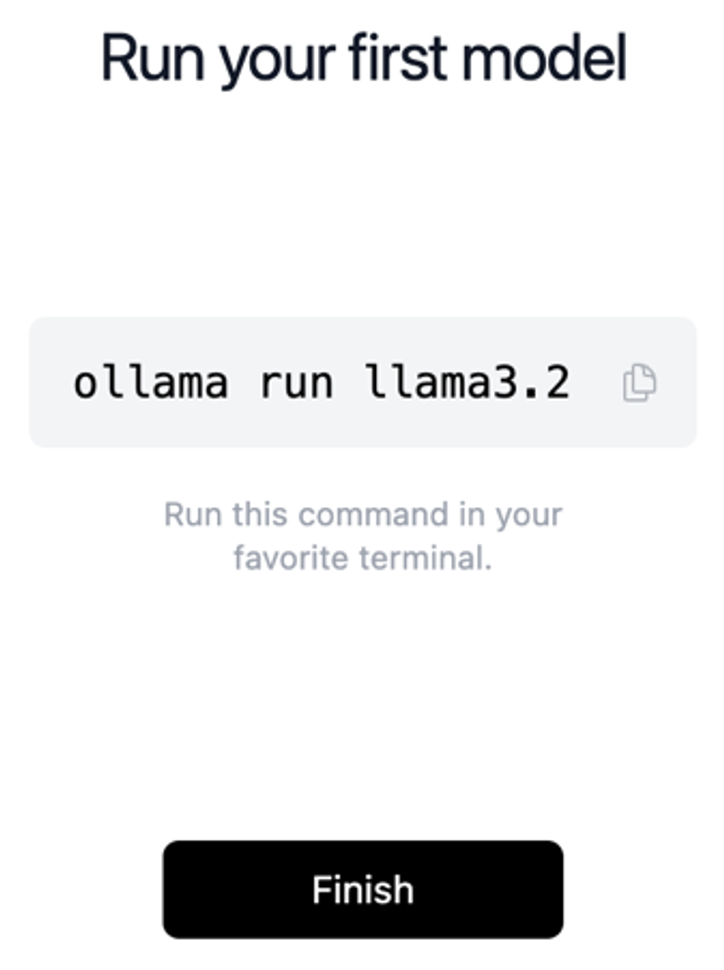 Run your first model
ollama run llama3.2
Run this command in your
favorite terminal.
Finish